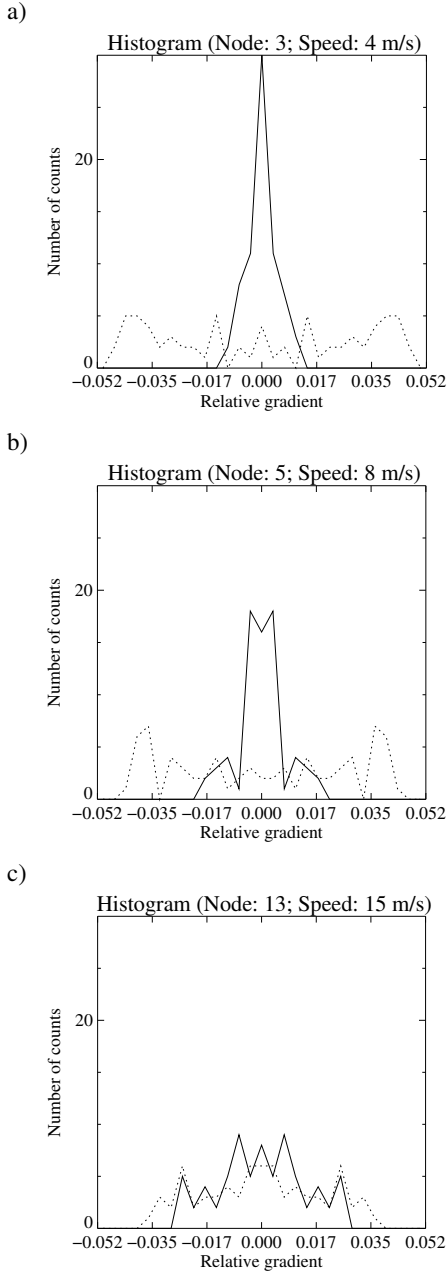 a)
Histogram (Node: 3; Speed: 4 m/s)
20
Number of counts
0
−0.052 −0.035 −0.017 0.000 0.017 0.035 0.052
Relative gradient
b)
Histogram (Node: 5; Speed: 8 m/s)
20
Number of counts
0
−0.052 −0.035 −0.017 0.000 0.017 0.035 0.052
Relative gradient
c)
Histogram (Node: 13; Speed: 15 m/s)
20
Number of counts
0
−0.052 −0.035 −0.017 0.000 0.017 0.035 0.052
Relative gradient